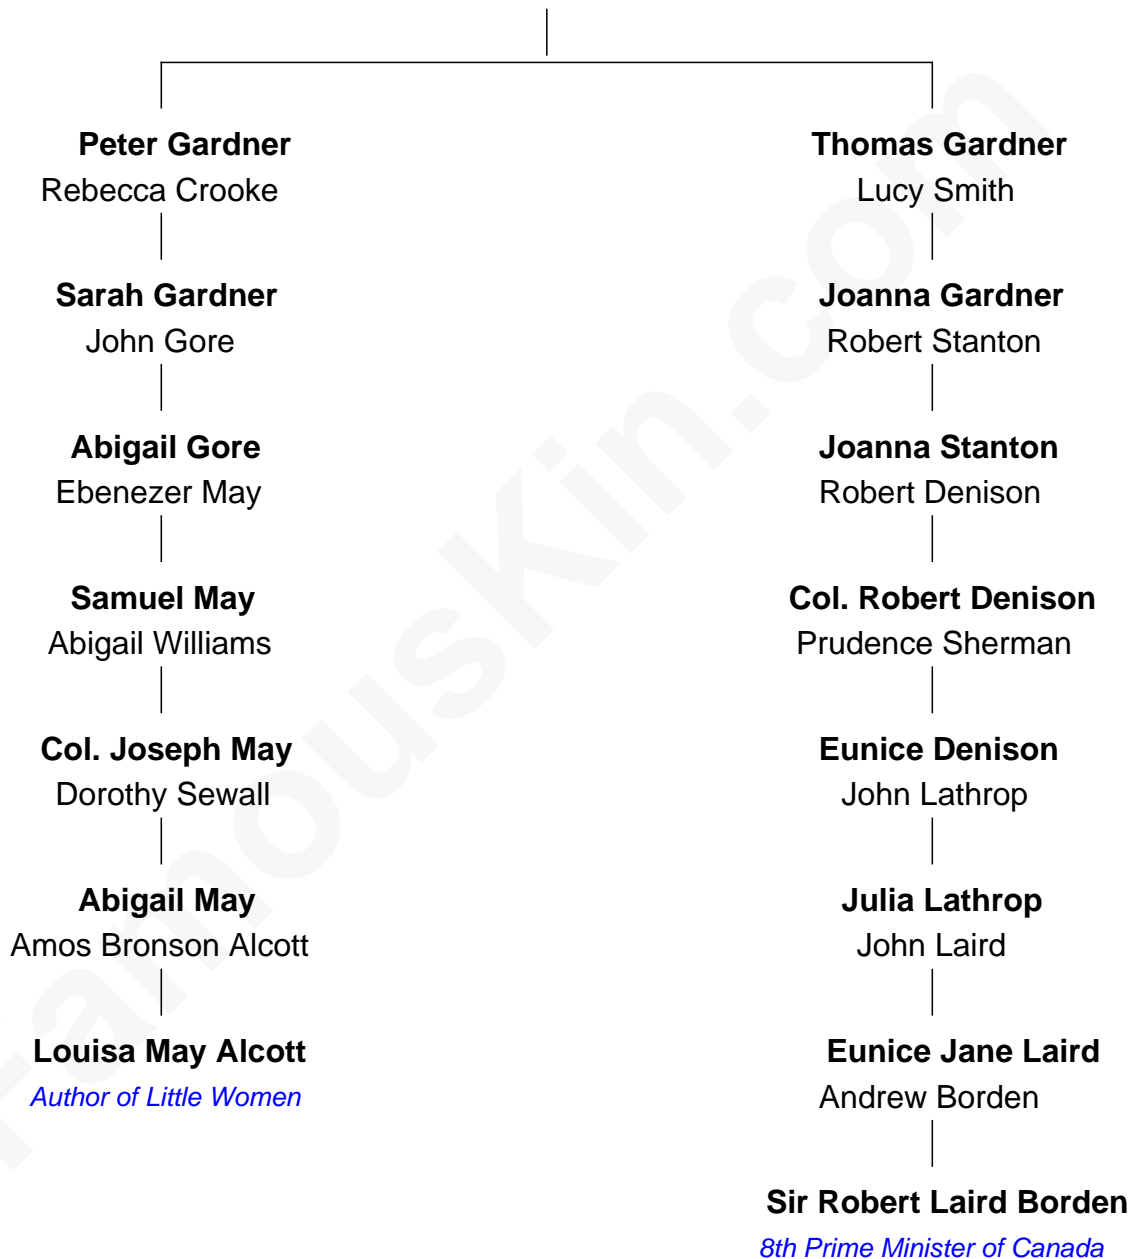 Peter Gardner
Rebecca Crooke
Sarah Gardner
John Gore
Abigail Gore
Ebenezer May
Samuel May
Abigail Williams
Col. Joseph May
Dorothy Sewall
Abigail May
Amos Bronson Alcott
Louisa May Alcott
Author of Little Women
Thomas Gardner
Lucy Smith
Joanna Gardner
Robert Stanton
Joanna Stanton
Robert Denison
Col. Robert Denison
Prudence Sherman
Eunice Denison
John Lathrop
Julia Lathrop
John Laird
Eunice Jane Laird
Andrew Borden
Sir Robert Laird Borden
8th Prime Minister of Canada
FamousKin.com